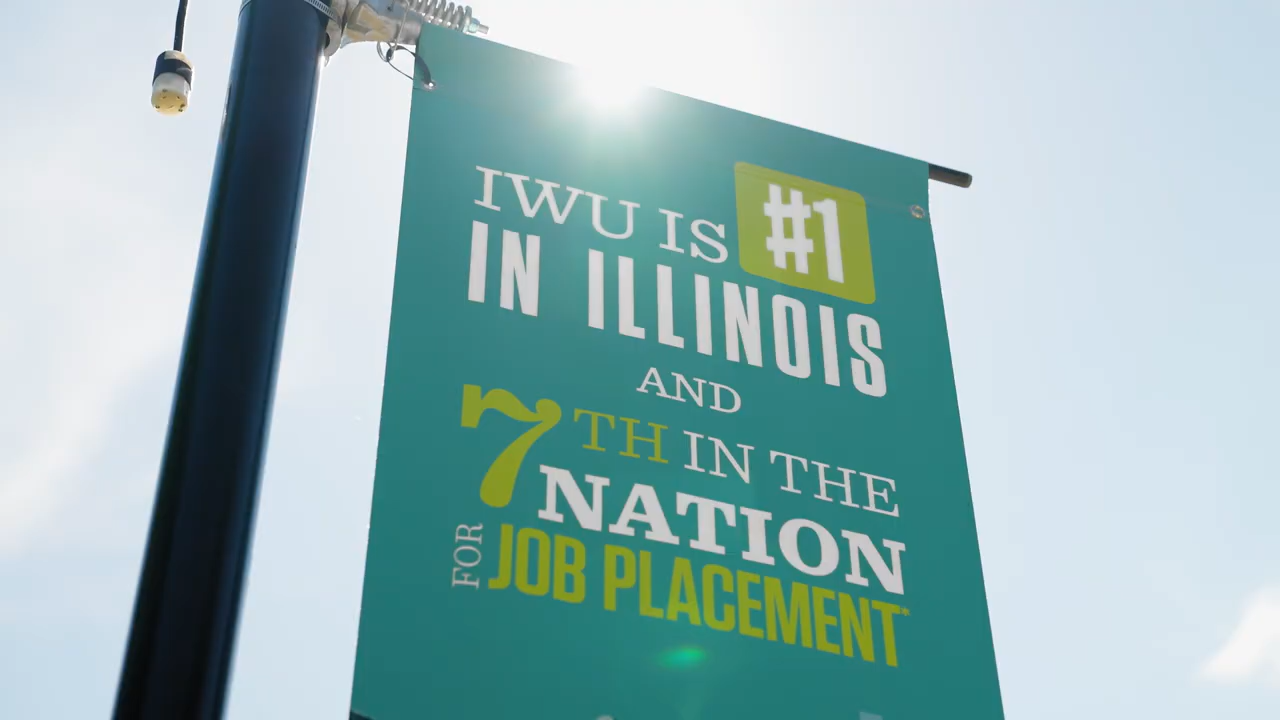 IWU IS #1
IN ILLINOIS
AND
7TH IN THE
NATION
FOR JOB PLACEMENT*